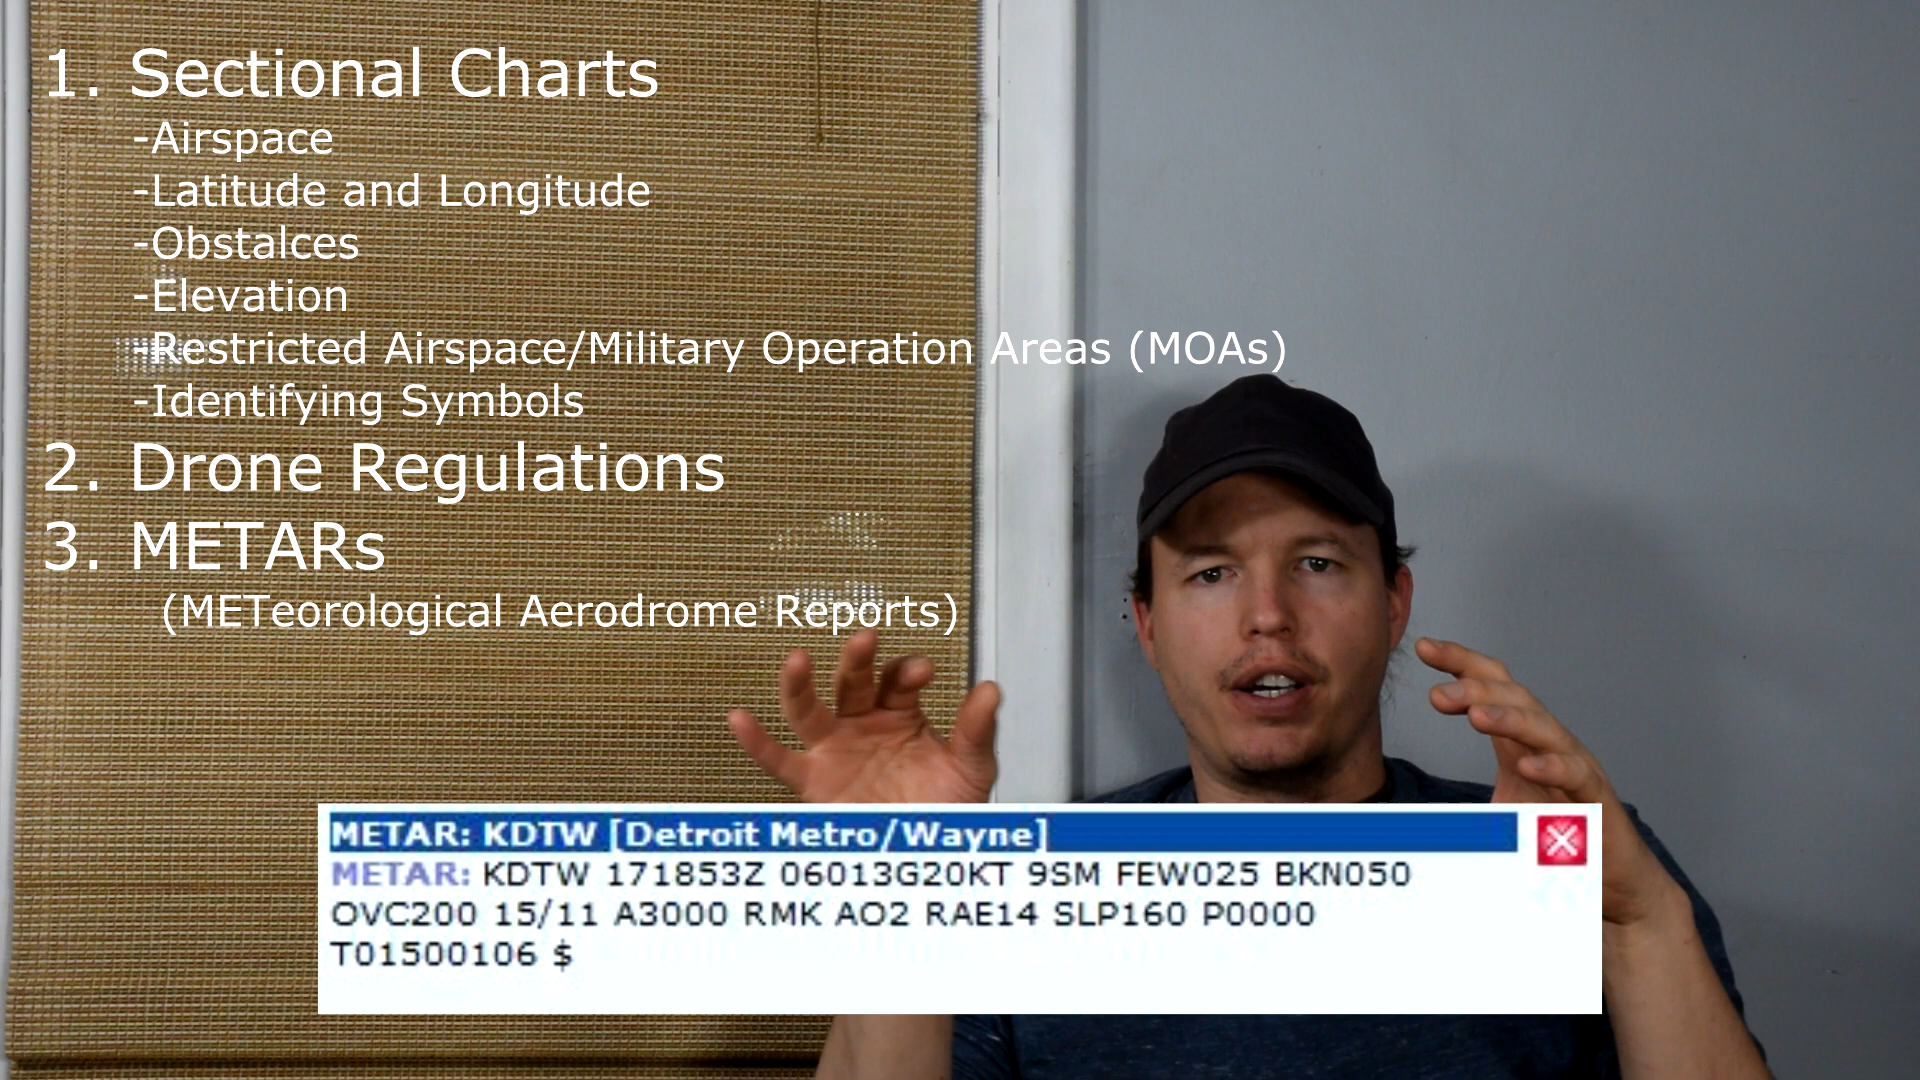 1. Sectional Charts
-Airspace
-Latitude and Longitude
-Obstalces
-Elevation
-Restricted Airspace/Military Operation Areas (MOAs)
-Identifying Symbols
2. Drone Regulations
3. METARs
(METeorological Aerodrome Reports)
METAR: KDTW [Detroit Metro/Wayne]
METAR: KDTW 171853Z 06013G20KT 9SM FEW025 BKN050
OVC200 15/11 A3000 RMK AO2 RAE14 SLP160 P0000
T01500106 $